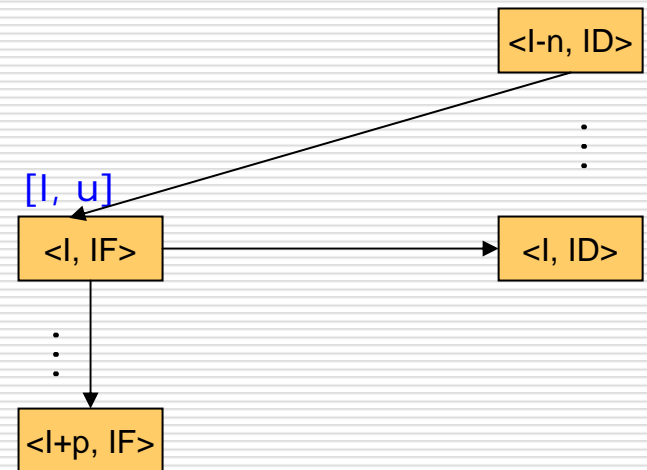 <I-n, ID>
[l, u]
<I, IF>
<I, ID>
<I+p, IF>